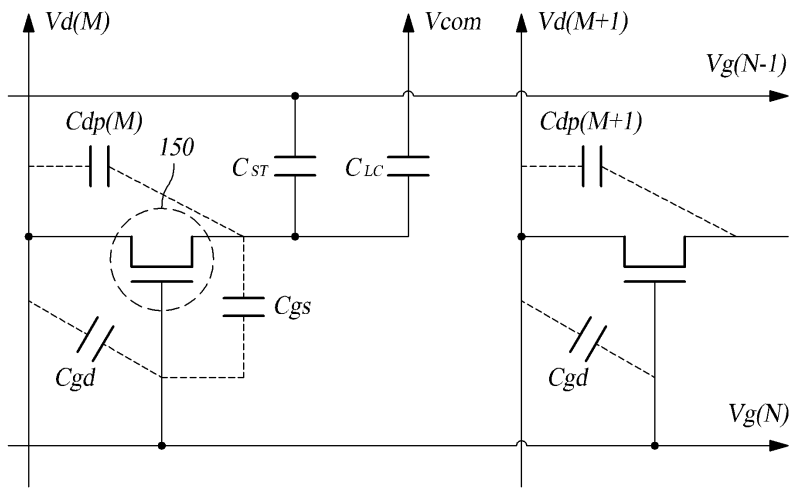 Vd(M)
Vcom
Vd(M+1)
Vg(N-1)
Cdp(M)
Cdp(M+1)
150
CST
CLC
Cgs
Cgd
Cgd
Vg(N)